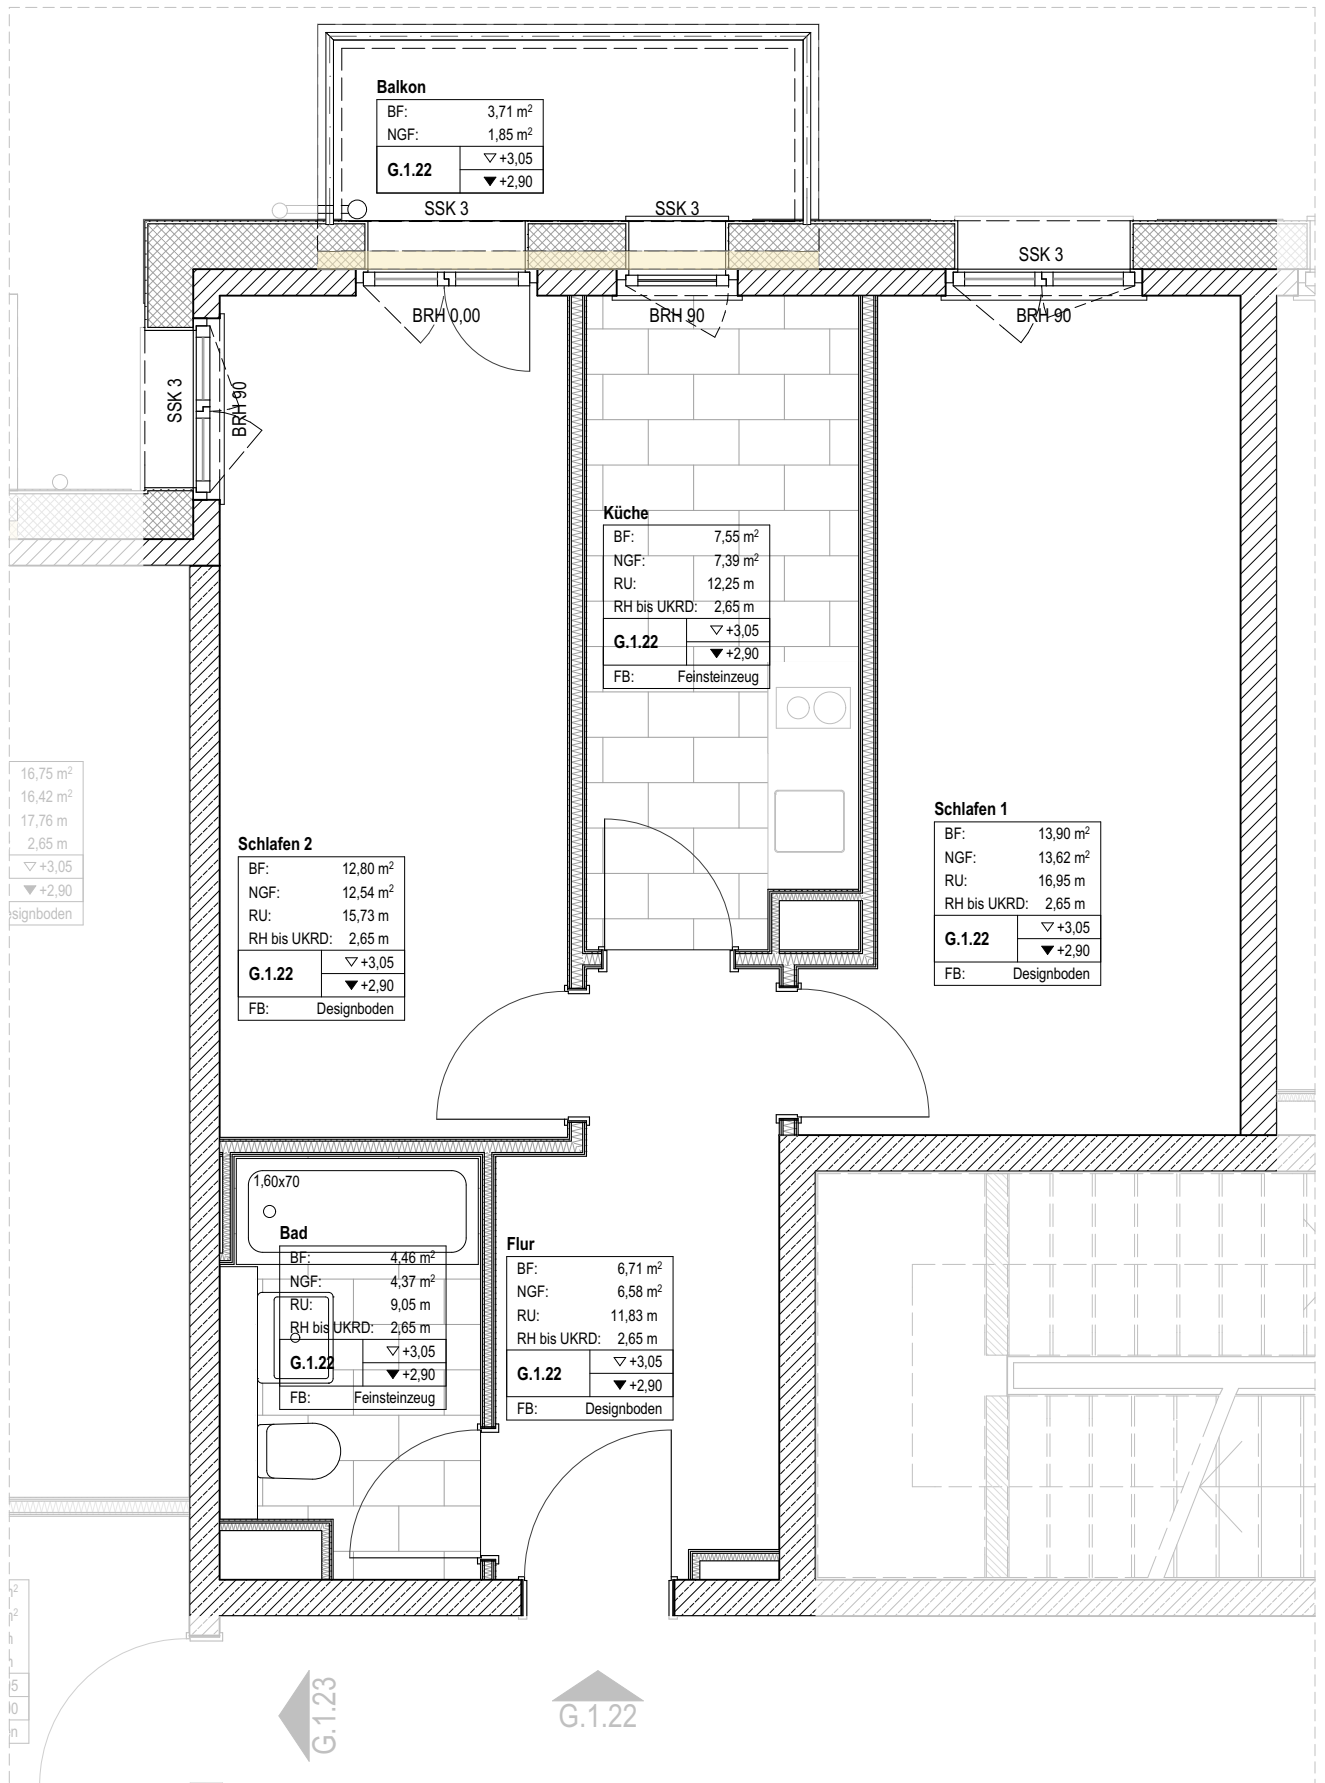 Balkon
BF: 3,71 m²
NGF: 1,85 m²
G.1.22
▽ +3,05
▼ +2,90
SSK 3
SSK 3
SSK 3
BRH 0,00
BRH 90
BRH 90
SSK 3
BRH 90
Küche
BF: 7,55 m²
NGF: 7,39 m²
RU: 12,25 m
RH bis UKRD: 2,65 m
G.1.22
▽ +3,05
▼ +2,90
FB: Feinsteinzeug
16,75 m²
16,42 m²
17,76 m
2,65 m
▽ +3,05
▼ +2,90
signboden
Schlafen 2
BF: 12,80 m²
NGF: 12,54 m²
RU: 15,73 m
RH bis UKRD: 2,65 m
G.1.22
▽ +3,05
▼ +2,90
FB: Designboden
Schlafen 1
BF: 13,90 m²
NGF: 13,62 m²
RU: 16,95 m
RH bis UKRD: 2,65 m
G.1.22
▽ +3,05
▼ +2,90
FB: Designboden
1,60x70
Bad
BF: 4,46 m²
NGF: 4,37 m²
RU: 9,05 m
RH bis UKRD: 2,65 m
G.1.22
▽ +3,05
▼ +2,90
FB: Feinsteinzeug
Flur
BF: 6,71 m²
NGF: 6,58 m²
RU: 11,83 m
RH bis UKRD: 2,65 m
G.1.22
▽ +3,05
▼ +2,90
FB: Designboden
G.1.23
G.1.22